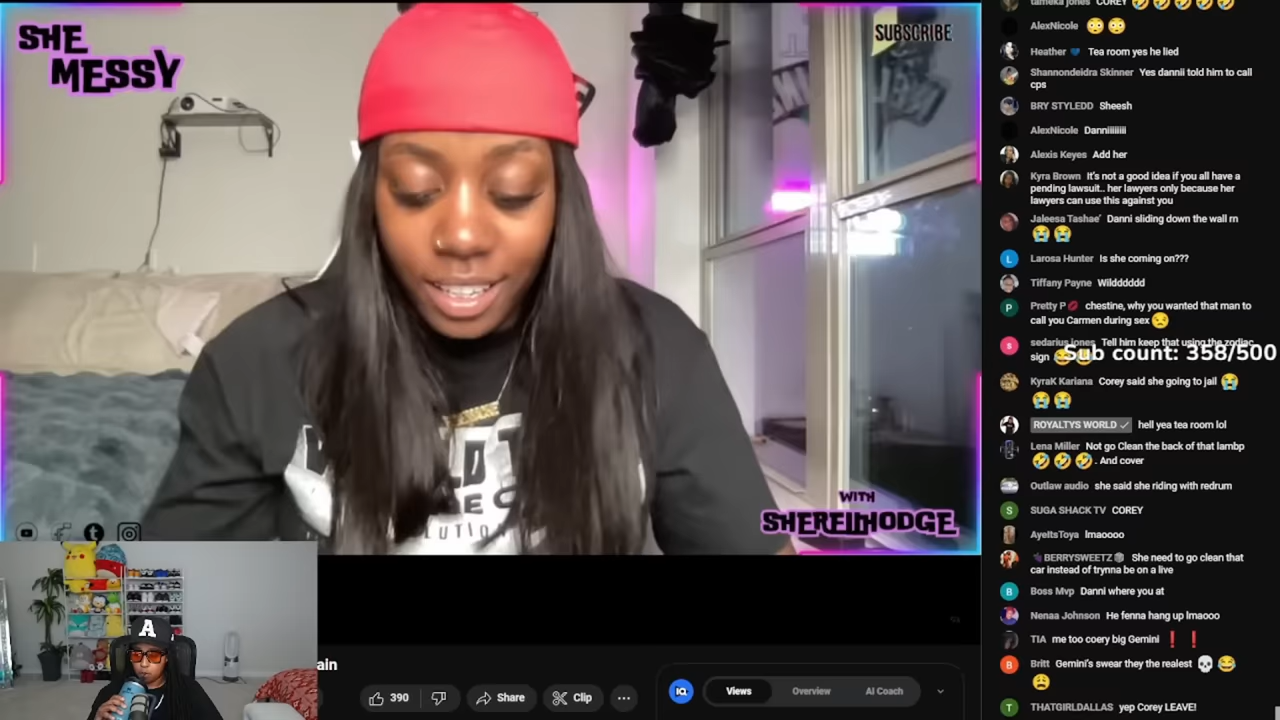 SHE
MESSY
SUBSCRIBE
WITH
SHEREIIHODGE
tameka jones COREY 🤣🤣🤣🤣🤣
AlexNicole 😳😳
Heather 💙 Tea room yes he lied
Shannondeidra Skinner Yes dannii told him to call
cps
BRY STYLEDD Sheesh
AlexNicole Danniiiiiiii
Alexis Keyes Add her
Kyra Brown It's not a good idea if you all have a
pending lawsuit.. her lawyers only because her
lawyers can use this against you
Jaleesa Tashae' Danni sliding down the wall rn
😭😭
L
Larosa Hunter Is she coming on???
Tiffany Payne Wildddddd
P
Pretty P💋 chestine, why you wanted that man to
call you Carmen during sex 😟
s
sedarius jones Tell him keep that using the zodiac
sign
Sub count: 358/500
KyraK Kariana Corey said she going to jail 😭
😭😭
ROYALTYS WORLD ✓ hell yea tea room lol
Lena Miller Not go Clean the back of that lambp
🤣🤣🤣. And cover
Outlaw audio she said she riding with redrum
S
SUGA SHACK TV COREY
AyeItsToya lmaoooo
BERRYSWEETZ She need to go clean that
car instead of trynna be on a live
B
Boss Mvp Danni where you at
Nenaa Johnson He fenna hang up lmaooo
TIA me too coery big Gemini ❗❗
B
Britt Gemini's swear they the realest 💀😂
😩
T
THATGIRLDALLAS yep Corey LEAVE!
A
ain
390
Share
Clip
IQ
Views
Overview
AI Coach